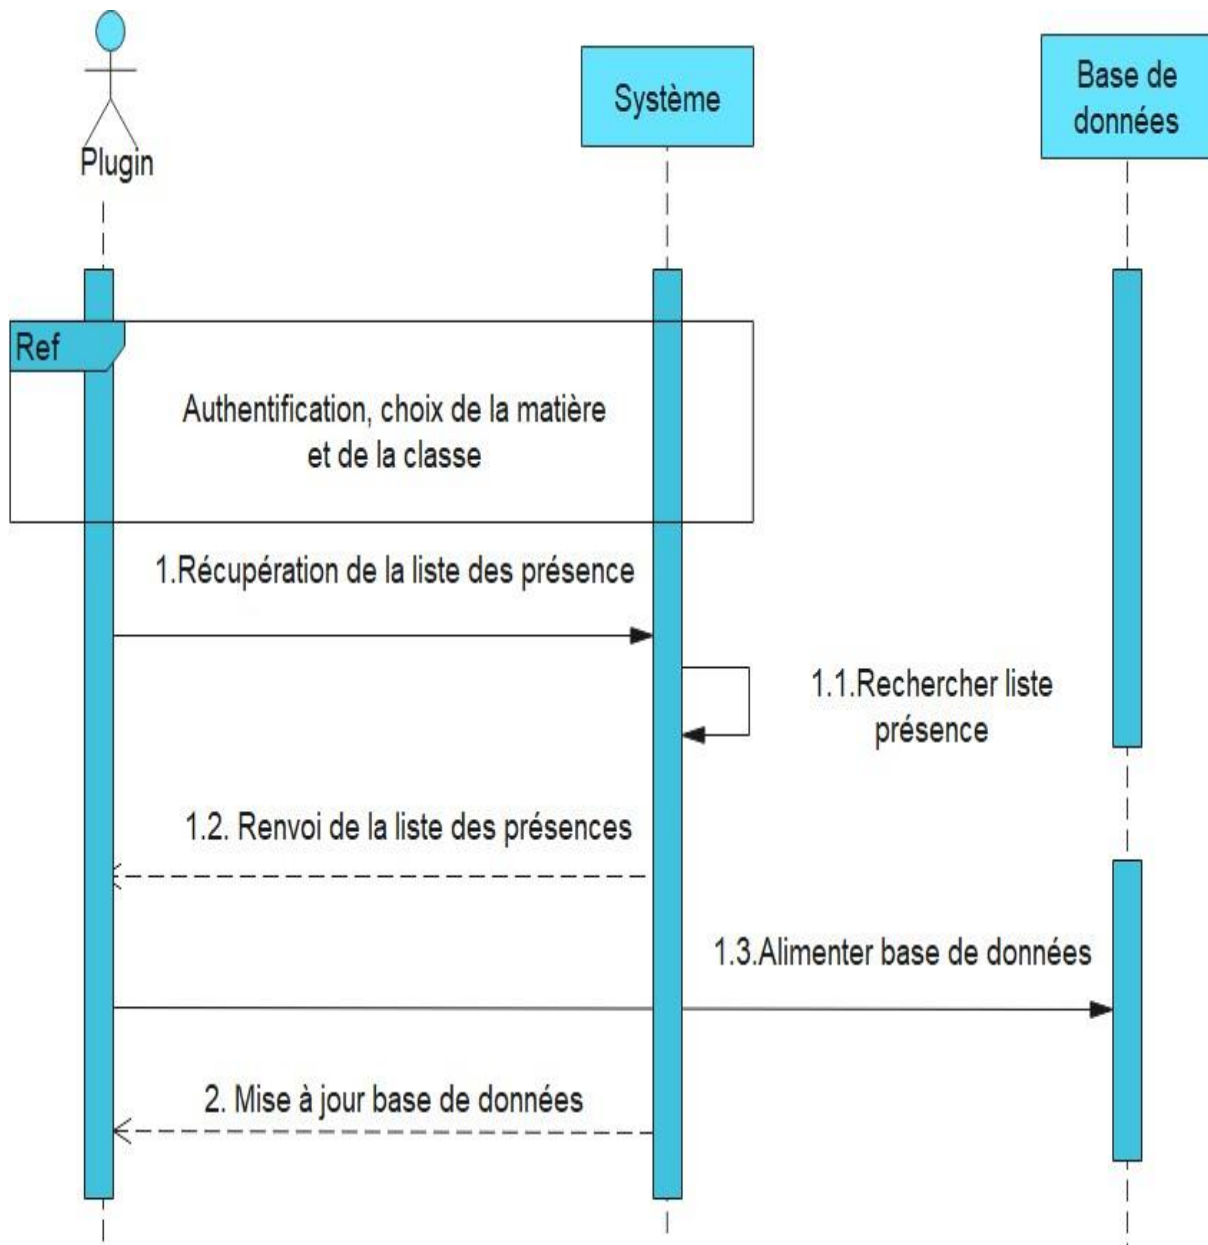 Plugin
Système
Base de
données
Ref
Authentification, choix de la matière
et de la classe
1.Récupération de la liste des présence
1.1.Rechercher liste
présence
1.2. Renvoi de la liste des présences
1.3.Alimenter base de données
2. Mise à jour base de données